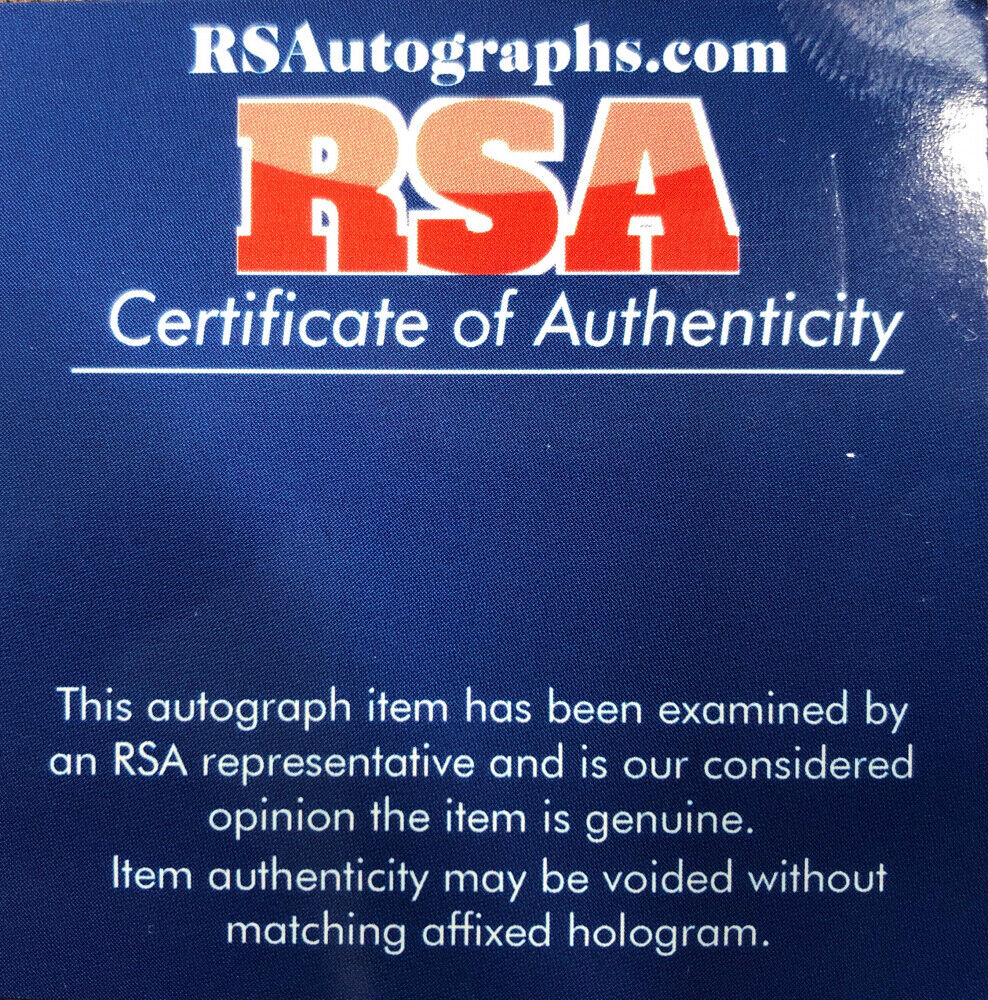 RSAutographs.com
RSA
Certificate of Authenticity
This autograph item has been examined by
an RSA representative and is our considered
opinion the item is genuine.
Item authenticity may be voided without
matching affixed hologram.